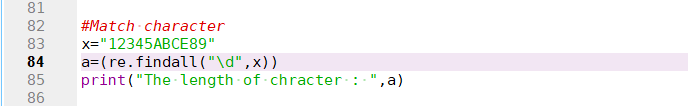 81
82 #Match character
83 x="12345ABCE89"
84 a=(re.findall("\d",x))
85 print("The length of chracter : ",a)
86